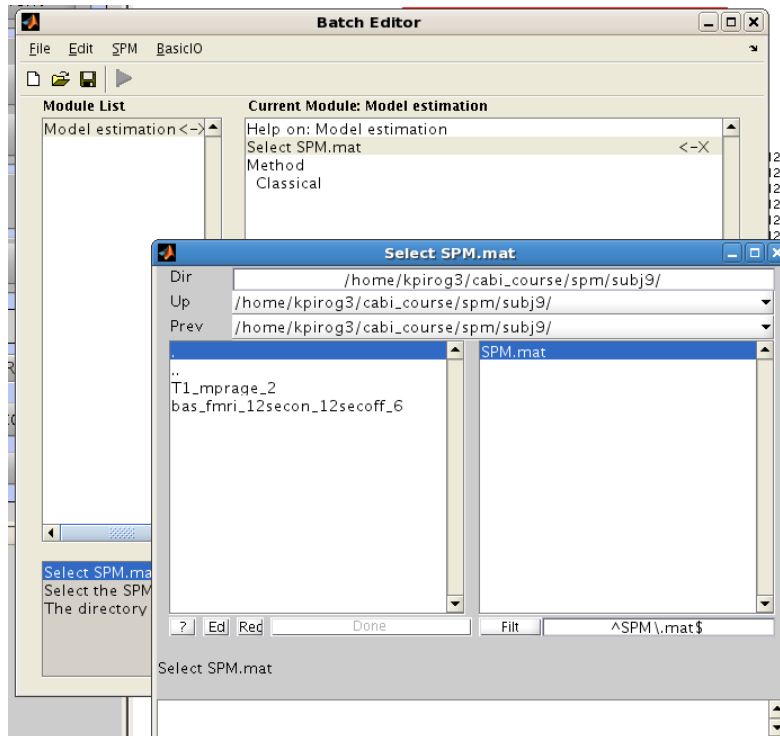 Batch Editor
File Edit SPM BasicIO
Module List
Current Module: Model estimation
Model estimation<->
Help on: Model estimation
Select SPM.mat <-X
Method
Classical
Select SPM.mat
Dir /home/kpirog3/cabi_course/spm/subj9/
Up /home/kpirog3/cabi_course/spm/subj9/
Prev /home/kpirog3/cabi_course/spm/subj9/
.
SPM.mat
..
T1_mprage_2
bas_fmri_12secon_12secoff_6
Select SPM.ma
Select the SPM
The directory
? Ed Rec Done Filt ^SPM\.mat$
Select SPM.mat